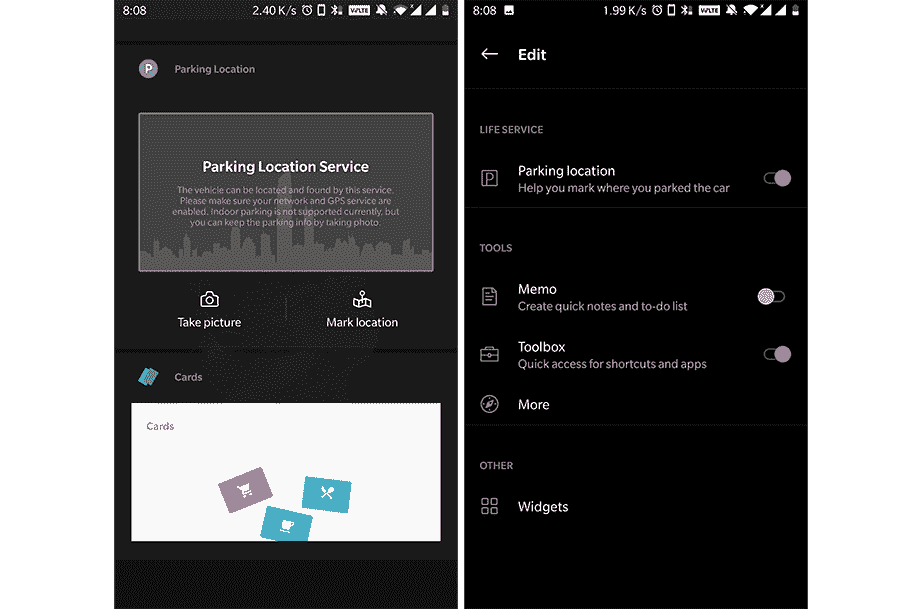 8:08 2.40 K/s VoLTE
P Parking Location
Parking Location Service
The vehicle can be located and found by this service.
Please make sure your network and GPS service are
enabled. Indoor parking is not supported currently, but
you can keep the parking info by taking photo.
Take picture Mark location
Cards
Cards
8:08 1.99 K/s VoLTE
Edit
LIFE SERVICE
P Parking location
Help you mark where you parked the car
TOOLS
Memo
Create quick notes and to-do list
Toolbox
Quick access for shortcuts and apps
More
OTHER
Widgets